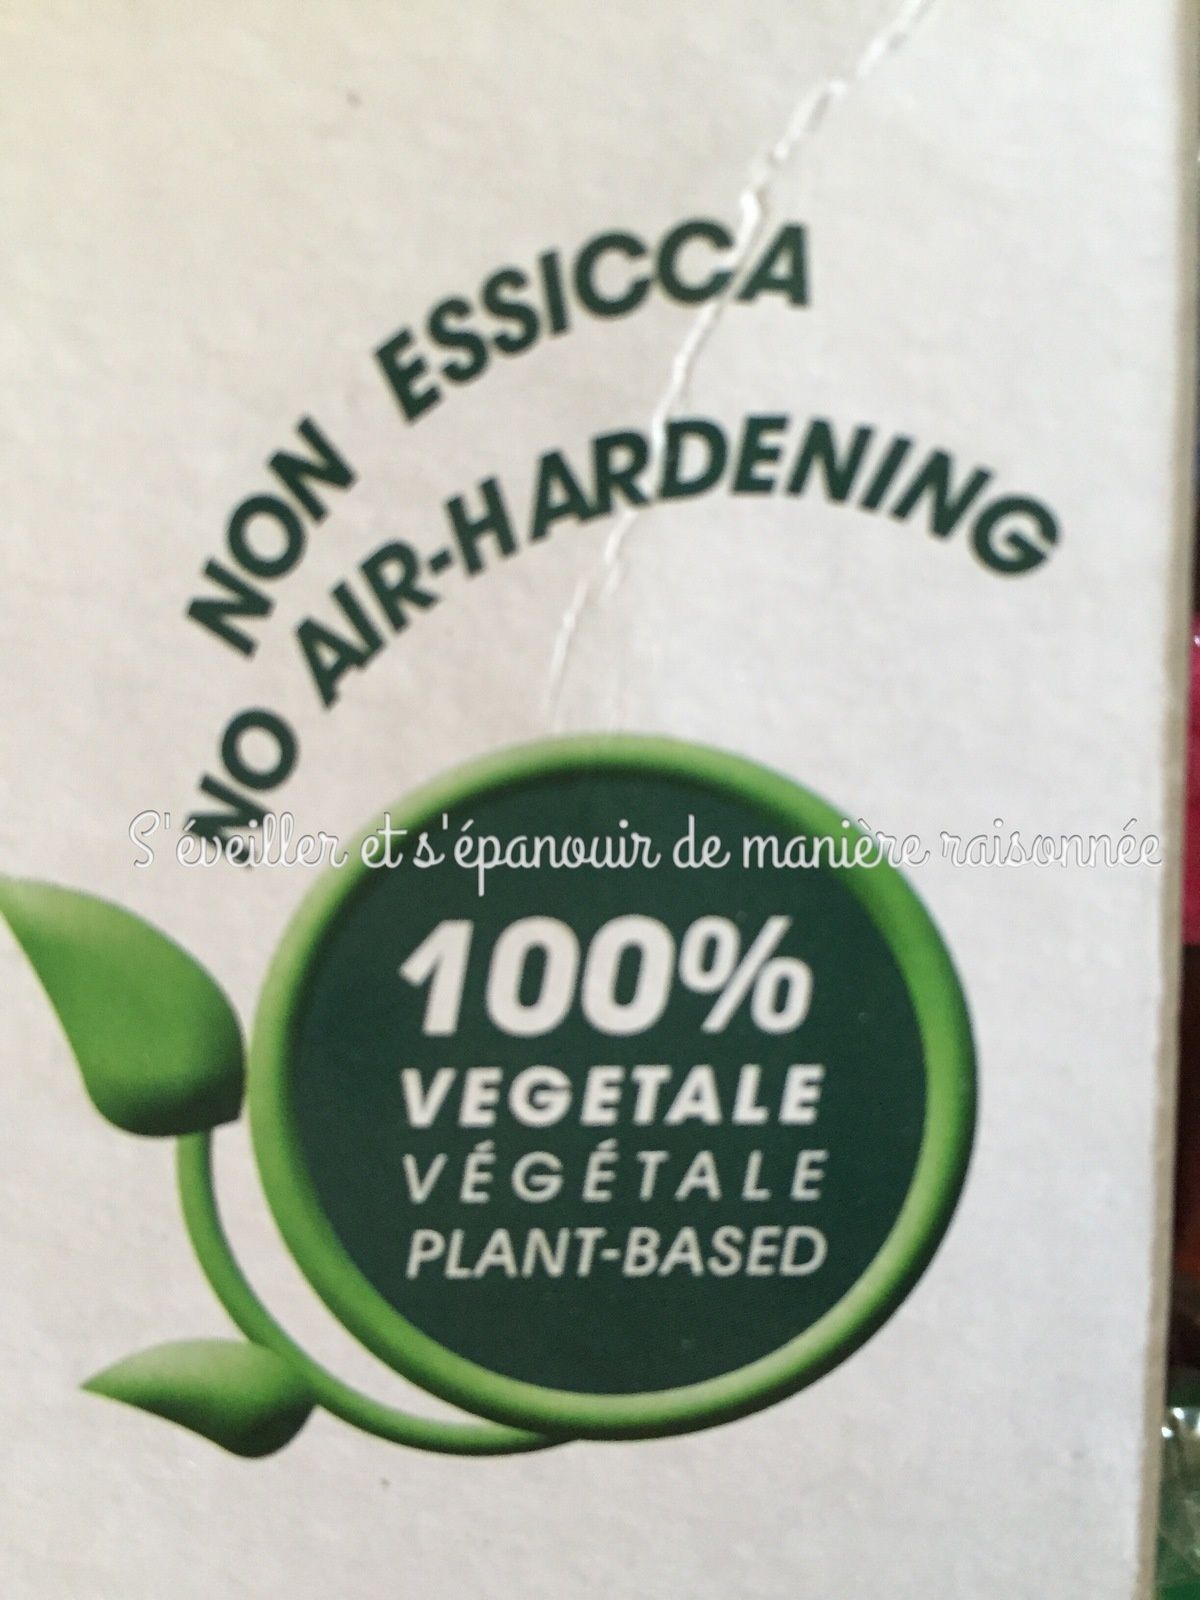 NON ESSICCA
NO AIR-HARDENING
S'éveiller et s'épanouir de manière raisonnée
100%
VEGETALE
VÉGÉTALE
PLANT-BASED